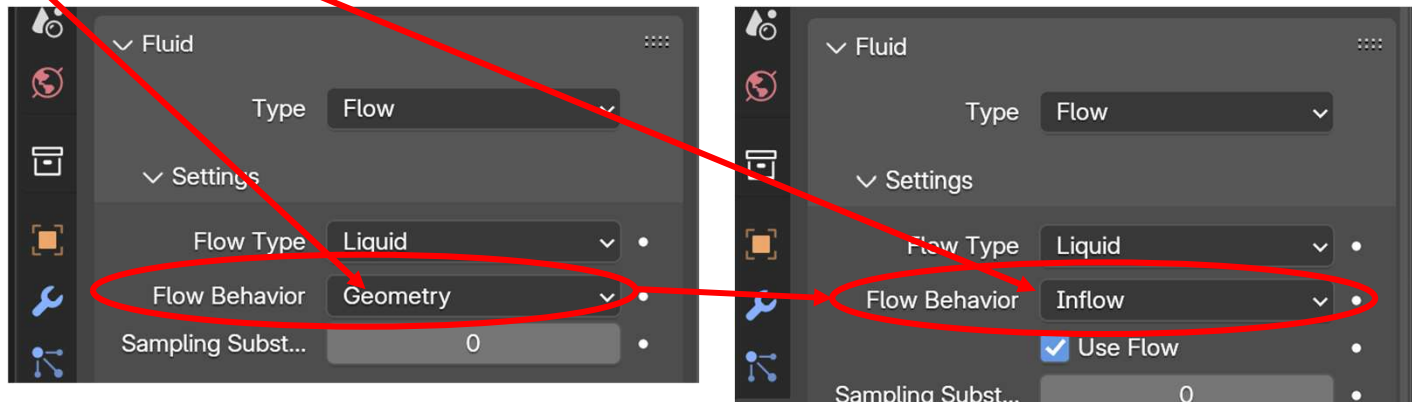 Fluid
Type Flow
Settings
Flow Type Liquid
Flow Behavior Geometry
Sampling Subst... 0
Fluid
Type Flow
Settings
Flow Type Liquid
Flow Behavior Inflow
Use Flow
Sampling Subst... 0